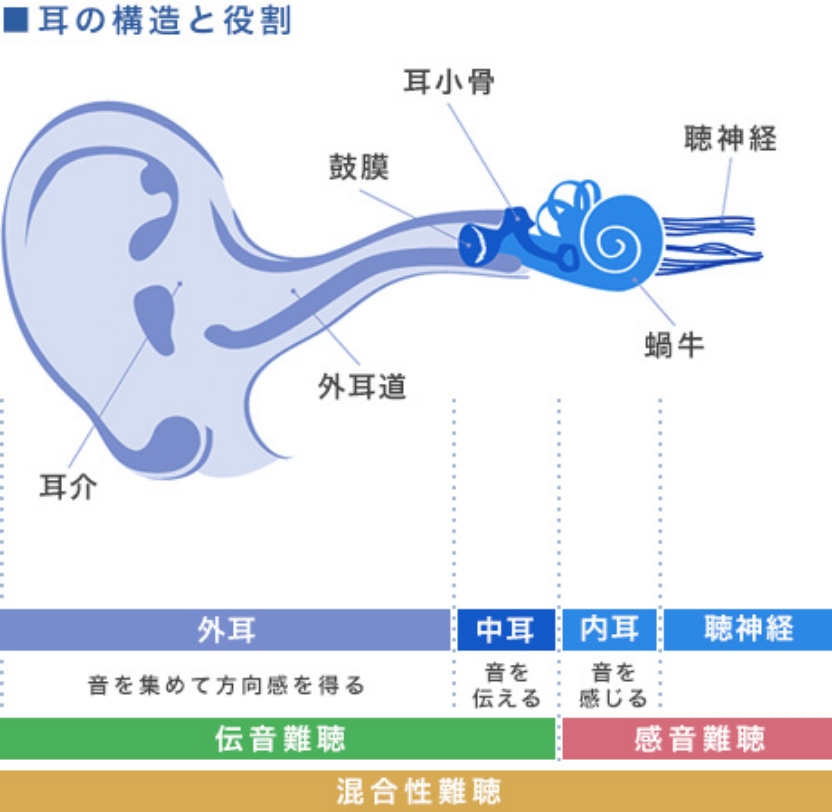 ■耳の構造と役割
耳小骨
聴神経
鼓膜
蝸牛
外耳道
耳介
外耳
中耳
内耳
聴神経
音を集めて方向感を得る
音を
伝える
音を
感じる
伝音難聴
感音難聴
混合性難聴